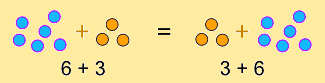 + = +
6 + 3 3 + 6